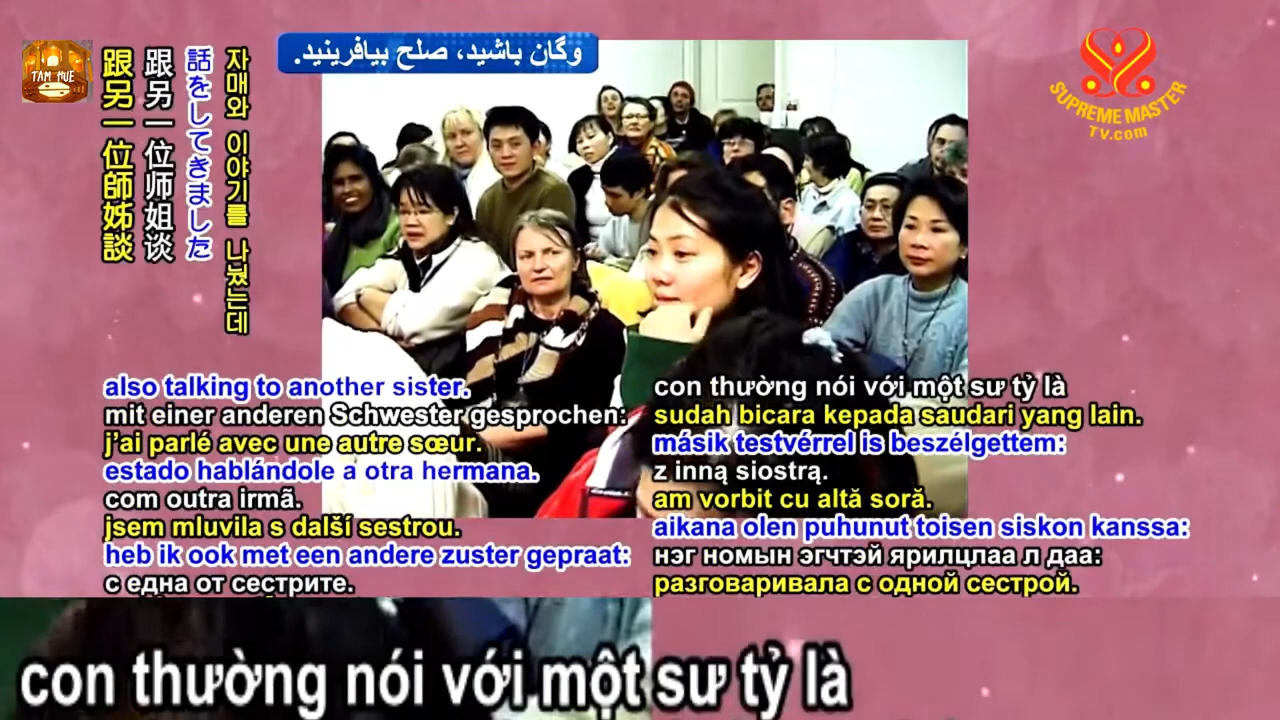 وگان باشید، صلح بیافرینید.
TAM HUE
SUPREME MASTER
TV.com
자매와 이야기를 나눴는데
話をしてきました
跟另一位师姐谈
跟另一位師姊談
also talking to another sister.
mit einer anderen Schwester gesprochen:
j'ai parlé avec une autre sœur.
estado hablándole a otra hermana.
com outra irmã.
jsem mluvila s další sestrou.
heb ik ook met een andere zuster gepraat:
с една от сестрите.
con thường nói với một sư tỷ là
sudah bicara kepada saudari yang lain.
másik testvérrel is beszélgettem:
z inną siostrą.
am vorbit cu altă soră.
aikana olen puhunut toisen siskon kanssa:
нэг номын эгчтэй ярилцлаа л даа:
разговаривала с одной сестрой.
con thường nói với một sư tỷ là